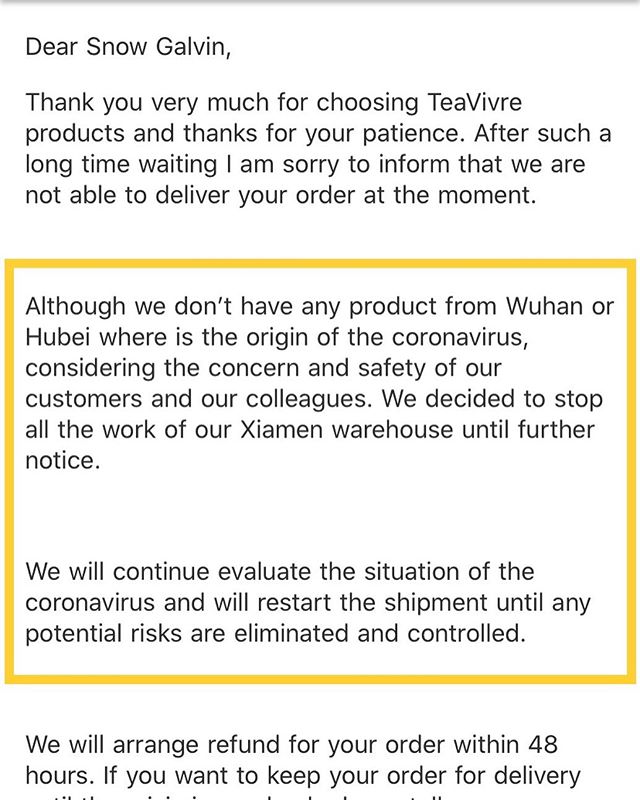 Dear Snow Galvin,
Thank you very much for choosing TeaVivre
products and thanks for your patience. After such a
long time waiting I am sorry to inform that we are
not able to deliver your order at the moment.
Although we don’t have any product from Wuhan or
Hubei where is the origin of the coronavirus,
considering the concern and safety of our
customers and our colleagues. We decided to stop
all the work of our Xiamen warehouse until further
notice.
We will continue evaluate the situation of the
coronavirus and will restart the shipment until any
potential risks are eliminated and controlled.
We will arrange refund for your order within 48
hours. If you want to keep your order for delivery